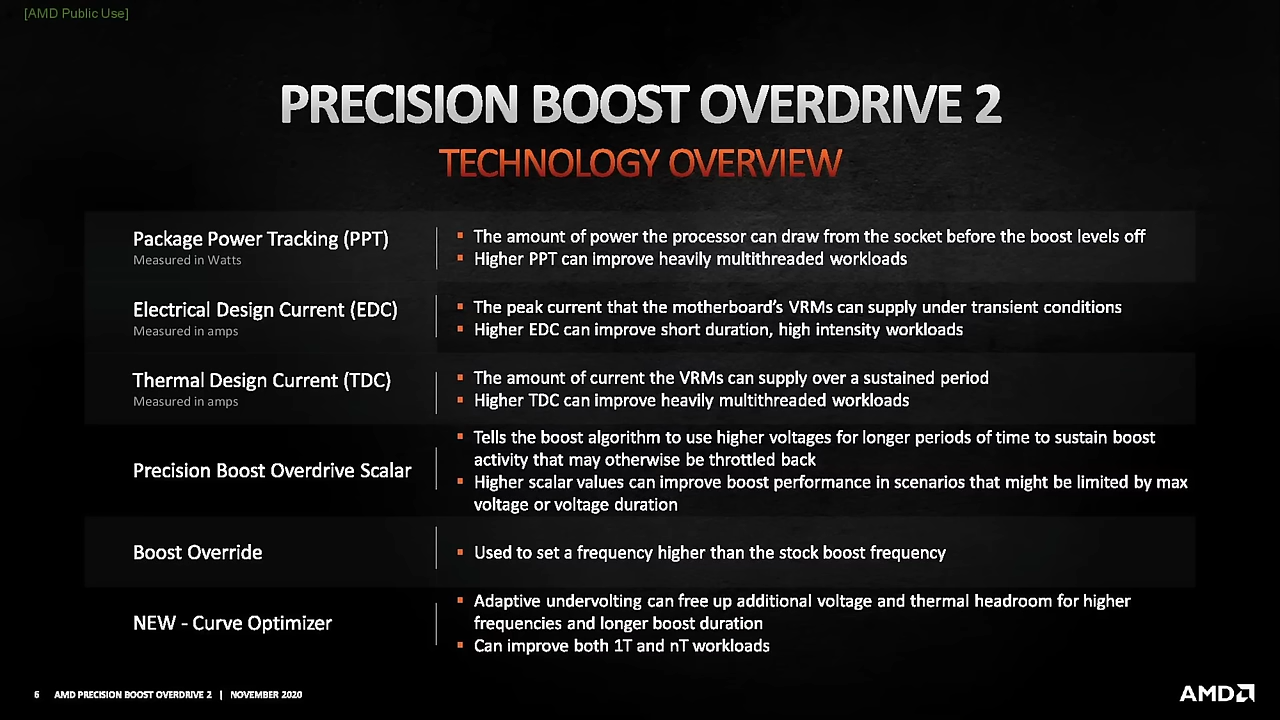 [AMD Public Use]
PRECISION BOOST OVERDRIVE 2
TECHNOLOGY OVERVIEW
Package Power Tracking (PPT)
Measured in Watts
▪ The amount of power the processor can draw from the socket before the boost levels off
▪ Higher PPT can improve heavily multithreaded workloads
Electrical Design Current (EDC)
Measured in amps
▪ The peak current that the motherboard's VRMs can supply under transient conditions
▪ Higher EDC can improve short duration, high intensity workloads
Thermal Design Current (TDC)
Measured in amps
▪ The amount of current the VRMs can supply over a sustained period
▪ Higher TDC can improve heavily multithreaded workloads
Precision Boost Overdrive Scalar
▪ Tells the boost algorithm to use higher voltages for longer periods of time to sustain boost
activity that may otherwise be throttled back
▪ Higher scalar values can improve boost performance in scenarios that might be limited by max
voltage or voltage duration
Boost Override
▪ Used to set a frequency higher than the stock boost frequency
NEW - Curve Optimizer
▪ Adaptive undervolting can free up additional voltage and thermal headroom for higher
frequencies and longer boost duration
▪ Can improve both 1T and nT workloads
6 AMD PRECISION BOOST OVERDRIVE 2 | NOVEMBER 2020
AMD